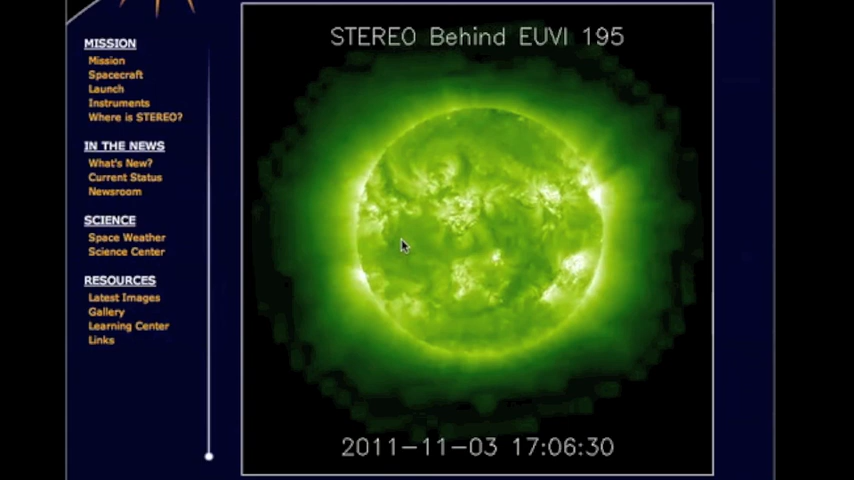 MISSION
Mission
Spacecraft
Launch
Instruments
Where is STEREO?
IN THE NEWS
What's New?
Current Status
Newsroom
SCIENCE
Space Weather
Science Center
RESOURCES
Latest Images
Gallery
Learning Center
Links
STEREO Behind EUVI 195
2011-11-03 17:06:30